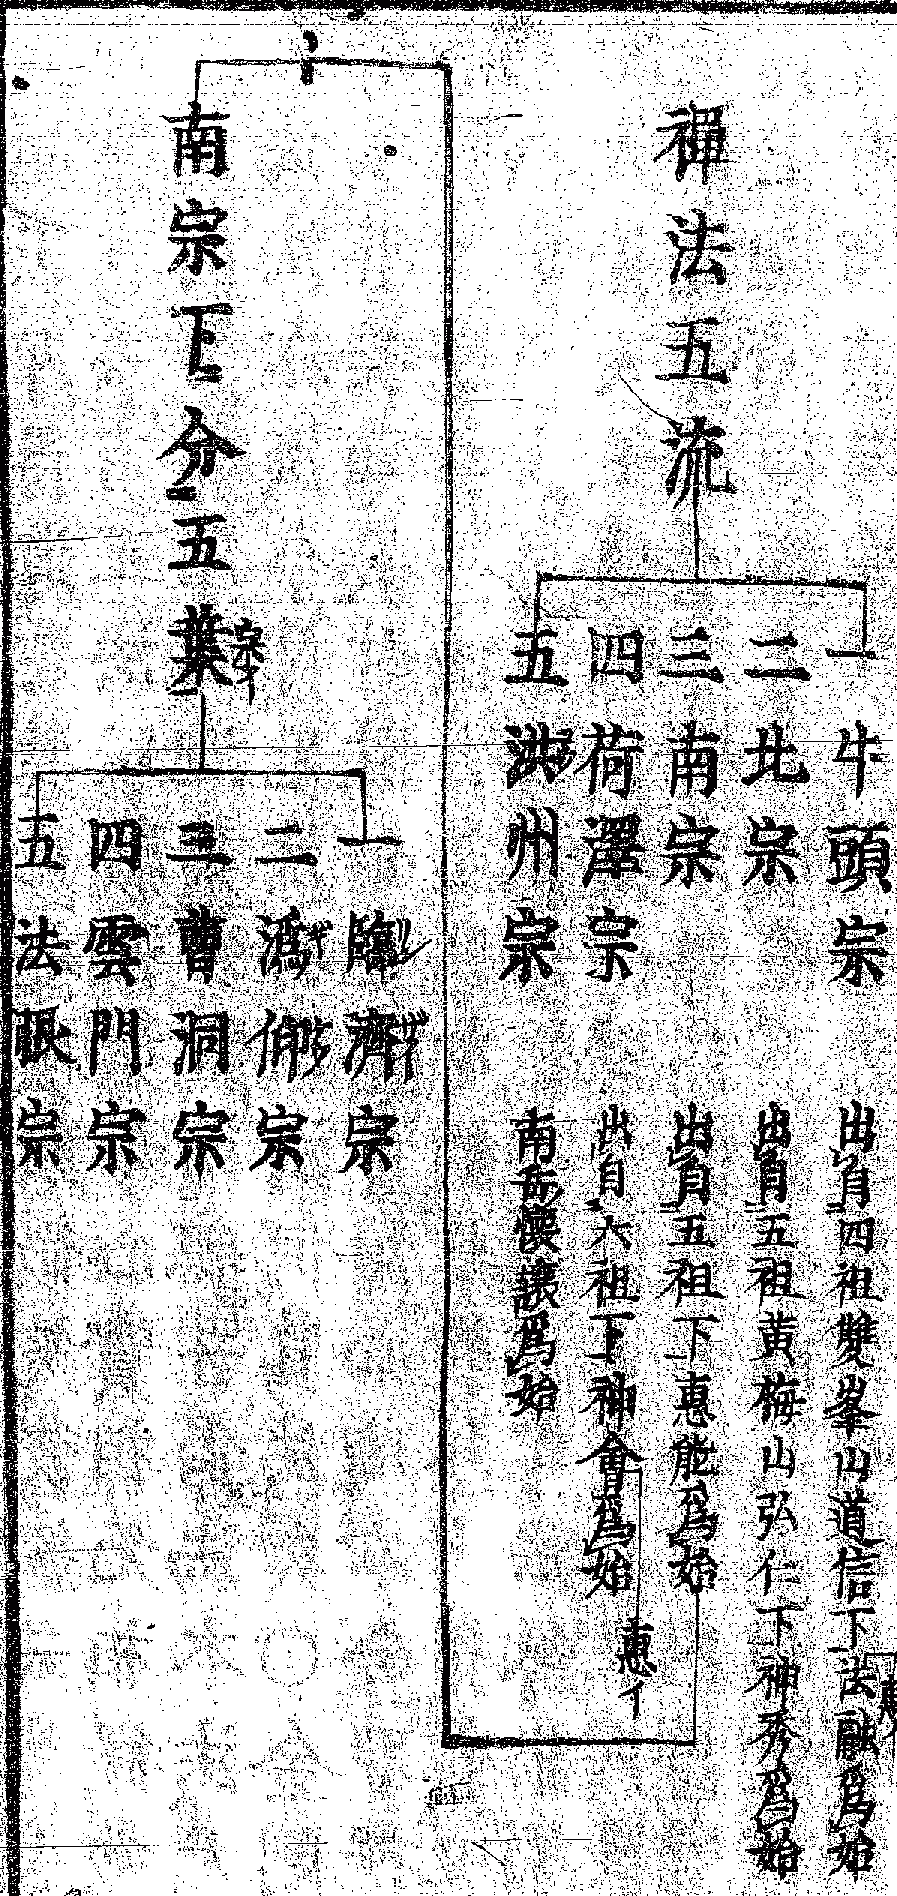 禅法五流
一牛頭宗 出自四祖雙峯山道信下法融爲始
二北宗 出自五祖黄梅山弘仁下神秀爲始
三南宗 出自五祖下惠能爲始
四荷澤宗 出自六祖下神會爲始
惠イ
五洪州宗 南岳懷讓爲始
南宗下分五葉
宗イ
一臨濟宗
二潙仰宗
三曹洞宗
四雲門宗
五法眼宗